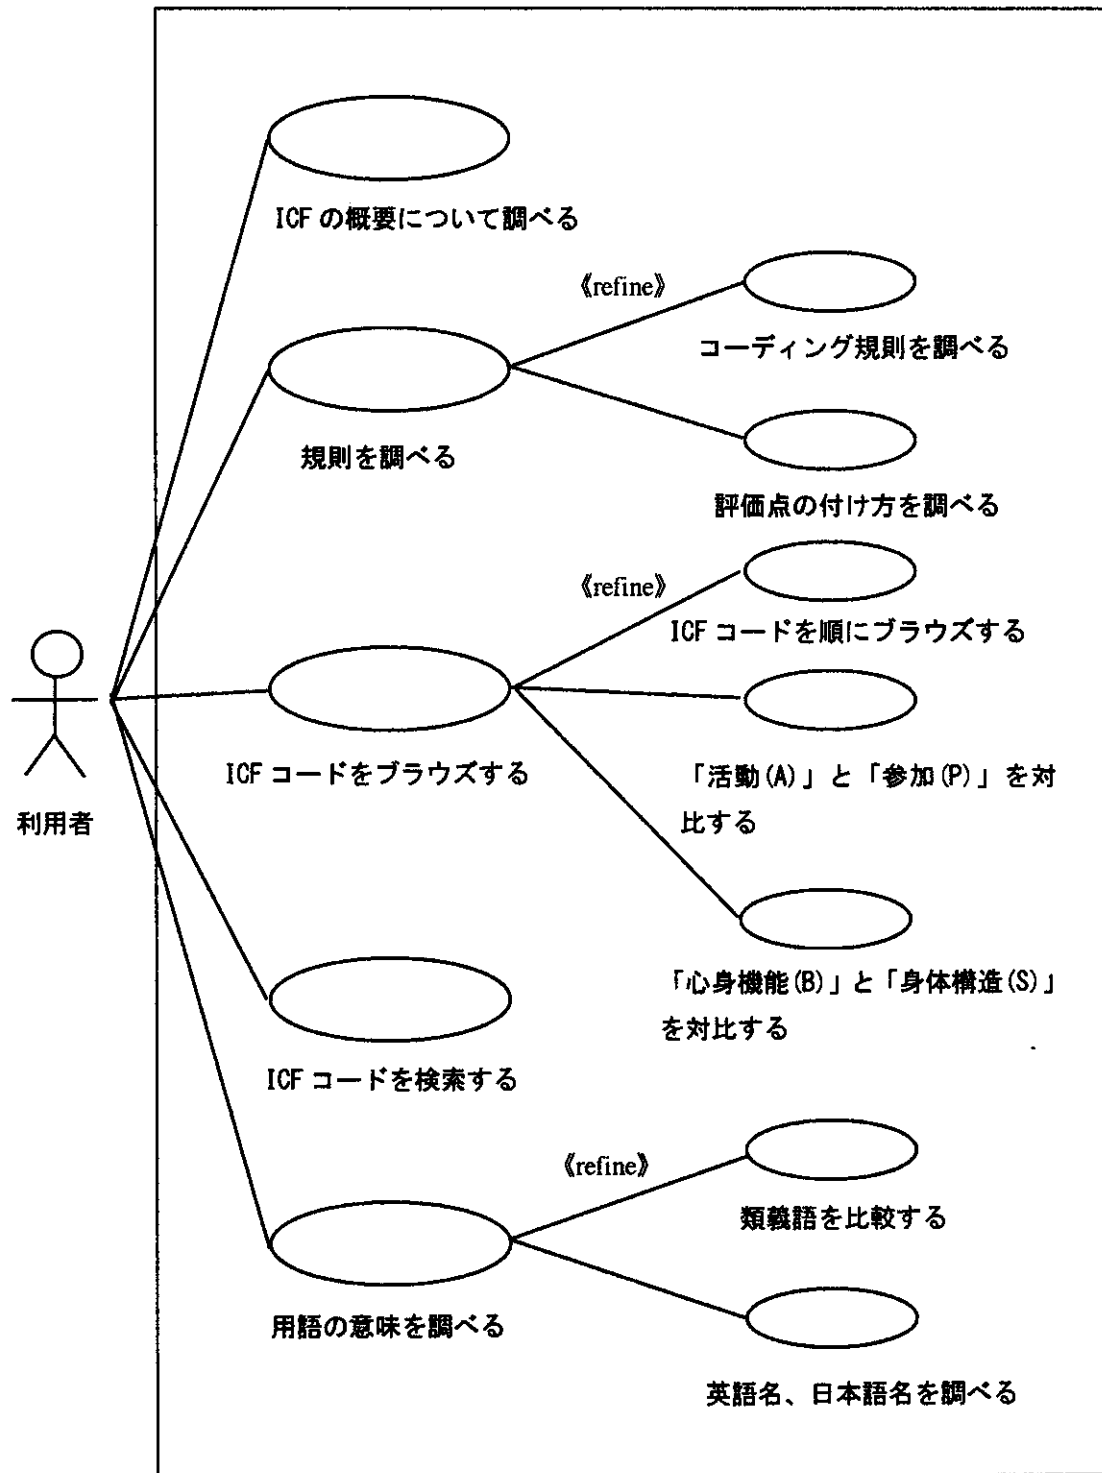 ICF の概要について調べる
《refine》
コーディング規則を調べる
規則を調べる
評価点の付け方を調べる
《refine》
ICF コードを順にブラウズする
ICF コードをブラウズする
「活動(A)」と「参加(P)」を対
比する
利用者
「心身機能(B)」と「身体構造(S)」
を対比する
ICF コードを検索する
《refine》
類義語を比較する
用語の意味を調べる
英語名、日本語名を調べる